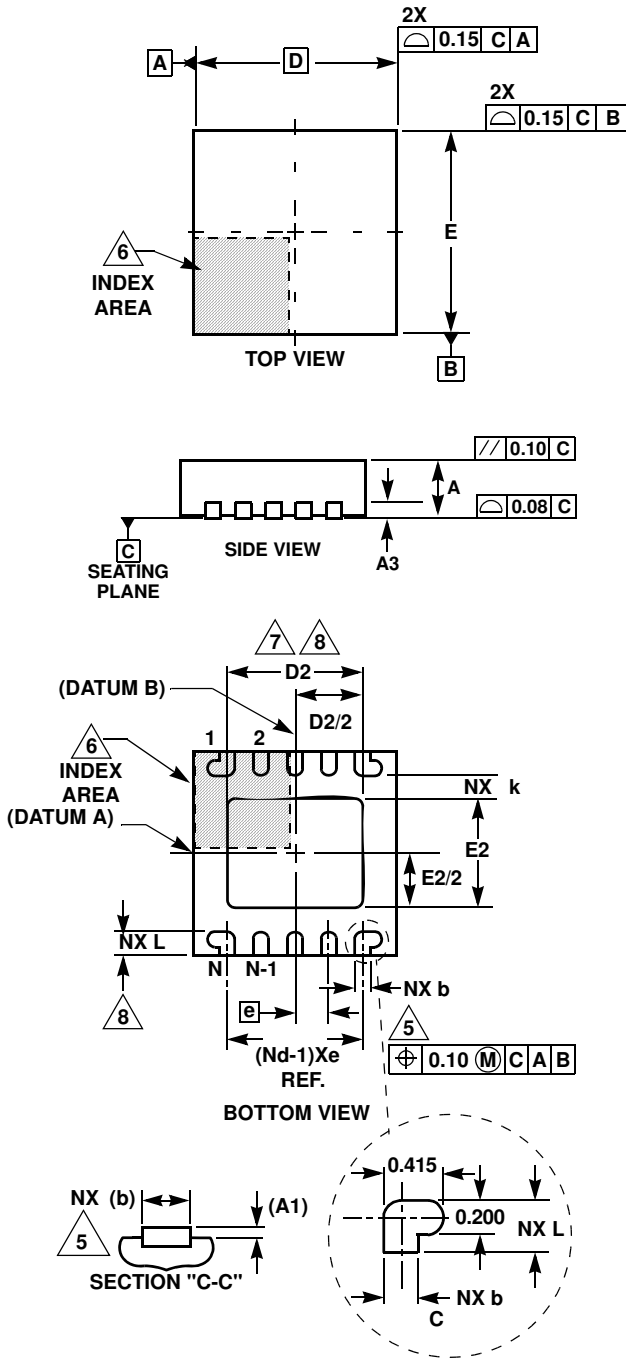 2X
⌓ 0.15 C A
A
D
2X
⌓ 0.15 C B
6
INDEX
AREA
E
TOP VIEW
B
// 0.10 C
A
⌓ 0.08 C
C
SEATING
PLANE
SIDE VIEW
A3
7 8
D2
(DATUM B)
D2/2
6
INDEX
AREA
(DATUM A)
1 2
NX k
E2
E2/2
NX L
8
N N-1
NX b
e
5
(Nd-1)Xe
REF.
⌖ 0.10 Ⓜ C A B
BOTTOM VIEW
NX (b)
(A1)
5
SECTION "C-C"
0.415
0.200
NX L
NX b
C